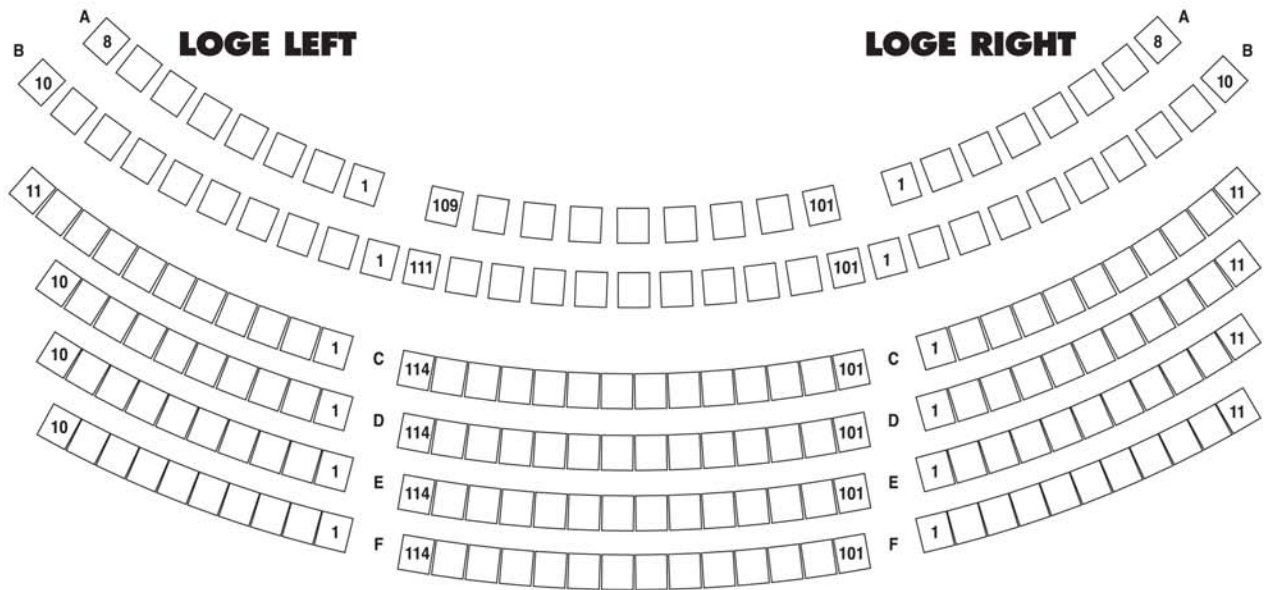 A A
8 LOGE LEFT LOGE RIGHT 8
B B
10 10
11 1 109 101 1 11
1 111 101 1
10 1 C 114 101 C 1 11
10 1 D 114 101 D 1 11
10 1 E 114 101 E 1 11
F 114 101 F 1